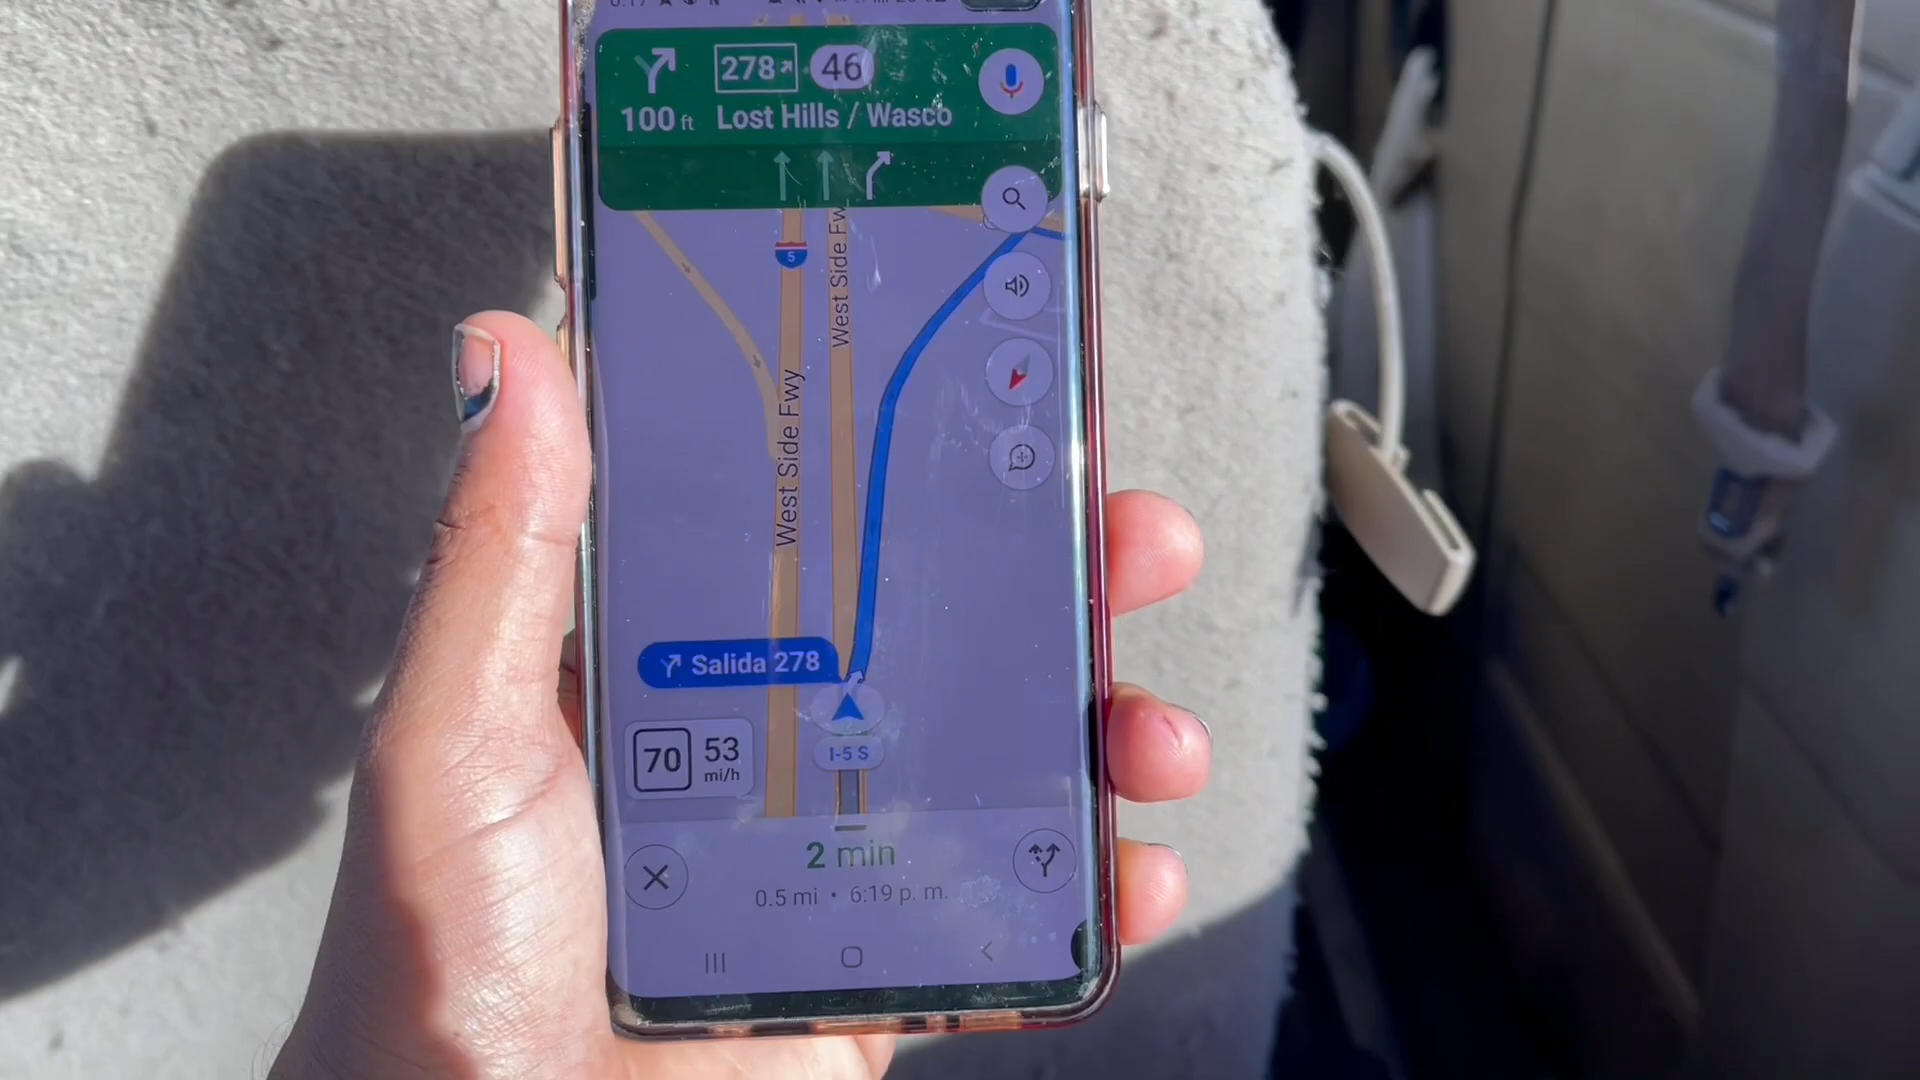 278 46
100 ft Lost Hills / Wasco
5
West Side Fw
West Side Fwy
Salida 278
I-5 S
70 53
mi/h
2 min
0.5 mi • 6:19 p. m.